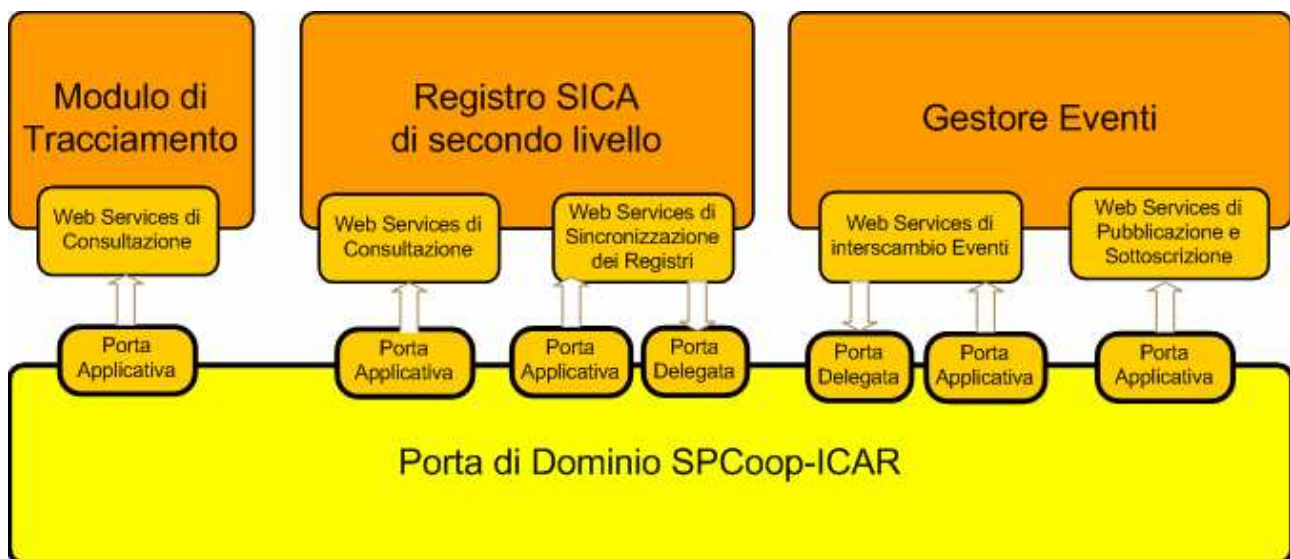 Modulo di
Tracciamento
Registro SICA
di secondo livello
Gestore Eventi
Web Services di
Consultazione
Web Services di
Consultazione
Web Services di
Sincronizzazione
dei Registri
Web Services di
interscambio Eventi
Web Services di
Pubblicazione e
Sottoscrizione
Porta
Applicativa
Porta
Applicativa
Porta
Applicativa
Porta
Delegata
Porta
Delegata
Porta
Applicativa
Porta
Applicativa
Porta di Dominio SPCoop-ICAR